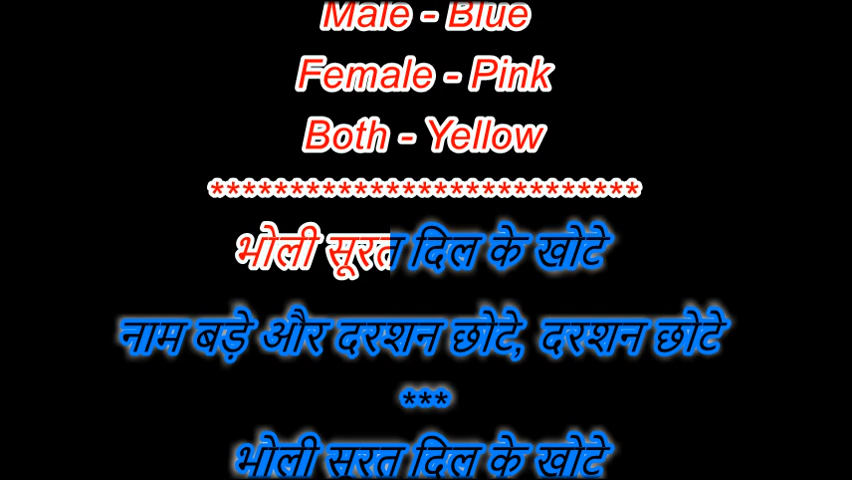 Male - Blue
Female - Pink
Both - Yellow
***************************
भोली सूरत दिल के खोटे
नाम बड़े और दरशन छोटे, दरशन छोटे
***
भोली सूरत दिल के खोटे